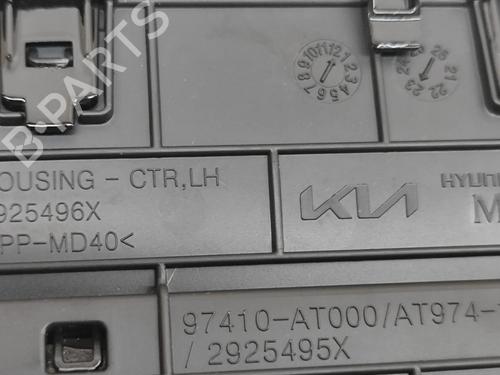 B-PARTS
OUSING - CTR,LH
925496X
PP-MD40<
KIA
HYUN
M
97410-AT000/AT974-
/ 2925495X